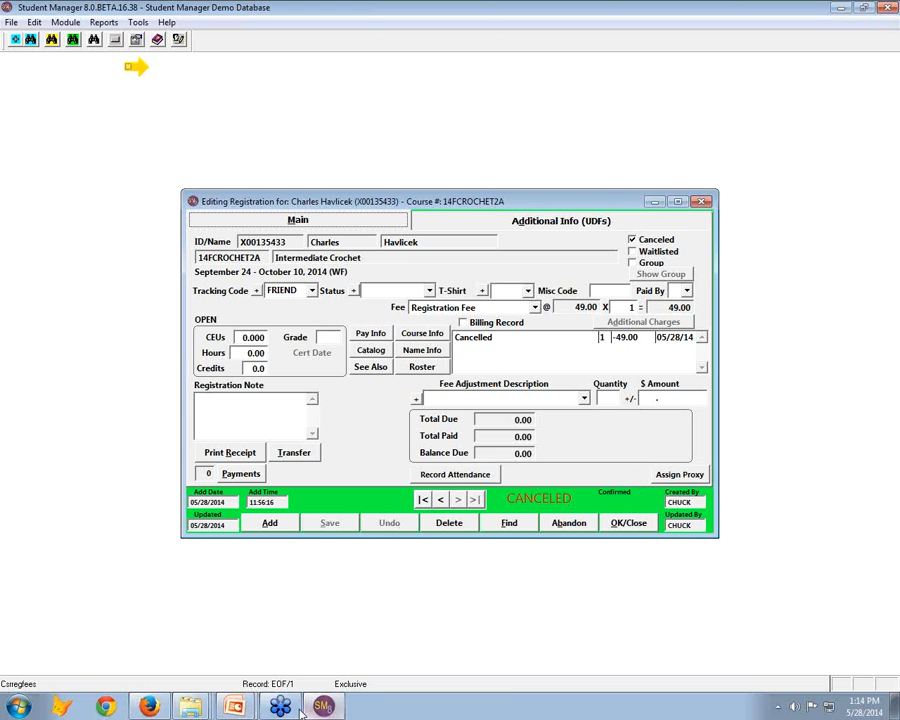 Student Manager 8.0.BETA.16.38 - Student Manager Demo Database
File Edit Module Reports Tools Help
Editing Registration for: Charles Havlicek (X00135433) - Course #: 14FCROCHET2A
Main Additional Info (UDFs)
ID/Name X00135433 Charles Havlicek Canceled
14FCROCHET2A Intermediate Crochet Waitlisted
Group
September 24 - October 10, 2014 (WF) Show Group
Tracking Code + FRIEND Status + T-Shirt + Misc Code Paid By
Fee Registration Fee @ 49.00 X 1 = 49.00
OPEN Billing Record Additional Charges
CEUs 0.000 Grade Pay Info Course Info Cancelled 1 -49.00 05/28/14
Hours 0.00 Cert Date Catalog Name Info
Credits 0.0 See Also Roster
Registration Note Fee Adjustment Description Quantity $ Amount
+ +/- .
Total Due 0.00
Total Paid 0.00
Print Receipt Transfer Balance Due 0.00
0 Payments Record Attendance Assign Proxy
Add Date Add Time Confirmed Created By
05/28/2014 11:56:16 |< < > >| CANCELED CHUCK
Updated Updated By
05/28/2014 Add Save Undo Delete Find Abandon OK/Close CHUCK
Csrregfees Record: EOF/1 Exclusive
SM8 1:14 PM
5/28/2014